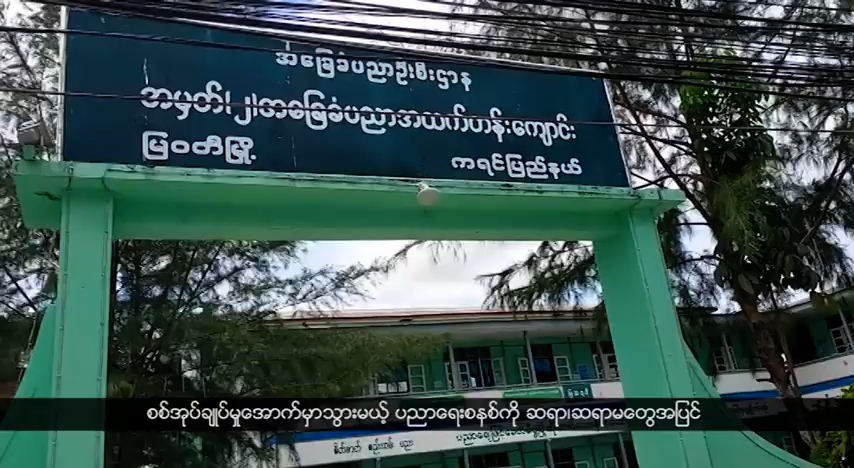 အခြေခံပညာဦးစီးဌာန
အမှတ်(၂)အခြေခံပညာအထက်တန်းကျောင်း
မြဝတီမြို့
ကရင်ပြည်နယ်
စစ်အုပ်ချုပ်မှုအောက်မှာသွားမယ့် ပညာရေးစနစ်ကို ဆရာ၊ဆရာမတွေအပြင်